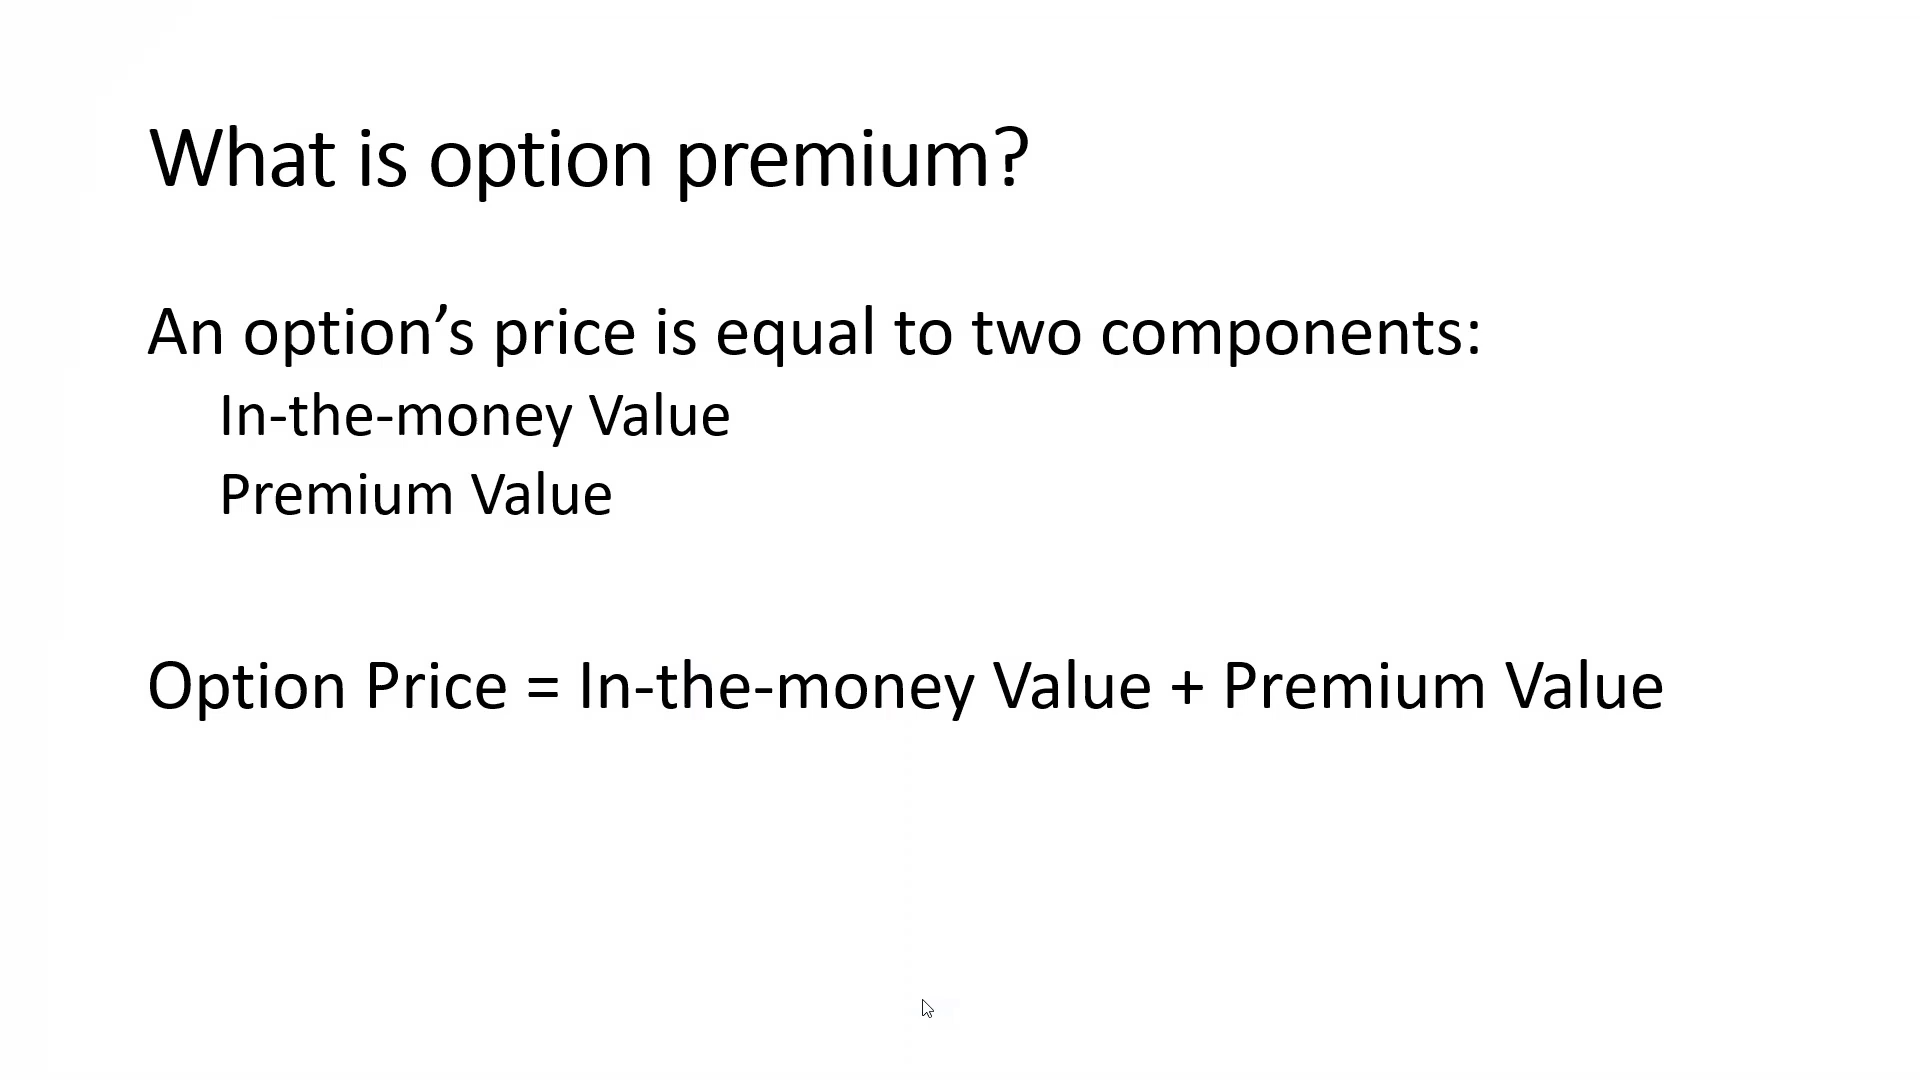 What is option premium?
An option’s price is equal to two components:
In-the-money Value
Premium Value
Option Price = In-the-money Value + Premium Value